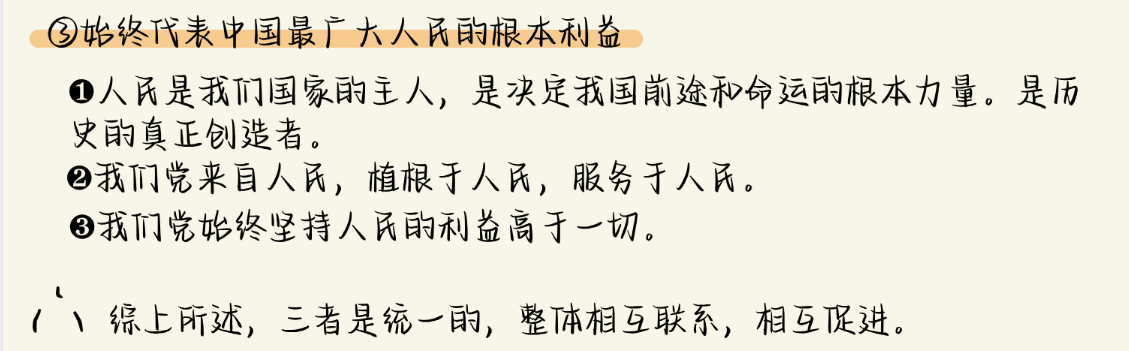 ③始终代表中国最广大人民的根本利益
❶人民是我们国家的主人，是决定我国前途和命运的根本力量。是历
史的真正创造者。
❷我们党来自人民，植根于人民，服务于人民。
❸我们党始终坚持人民的利益高于一切。
综上所述，三者是统一的，整体相互联系，相互促进。